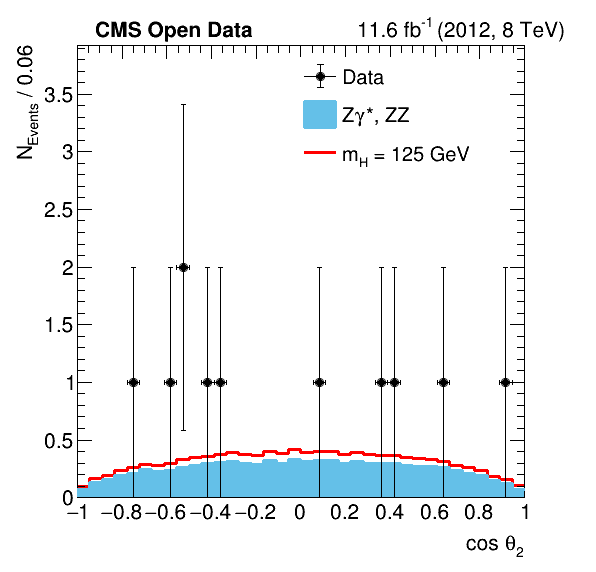 CMS Open Data 11.6 fb-1 (2012, 8 TeV)
NEvents / 0.06
Data
Zγ*, ZZ
mH = 125 GeV
3.5
3
2.5
2
1.5
1
0.5
0
−1 −0.8 −0.6 −0.4 −0.2 0 0.2 0.4 0.6 0.8 1
cos θ2